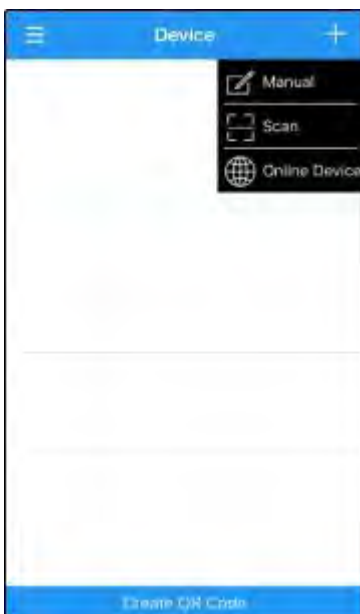 Device
Manual
Scan
Online Device
Create QR Code